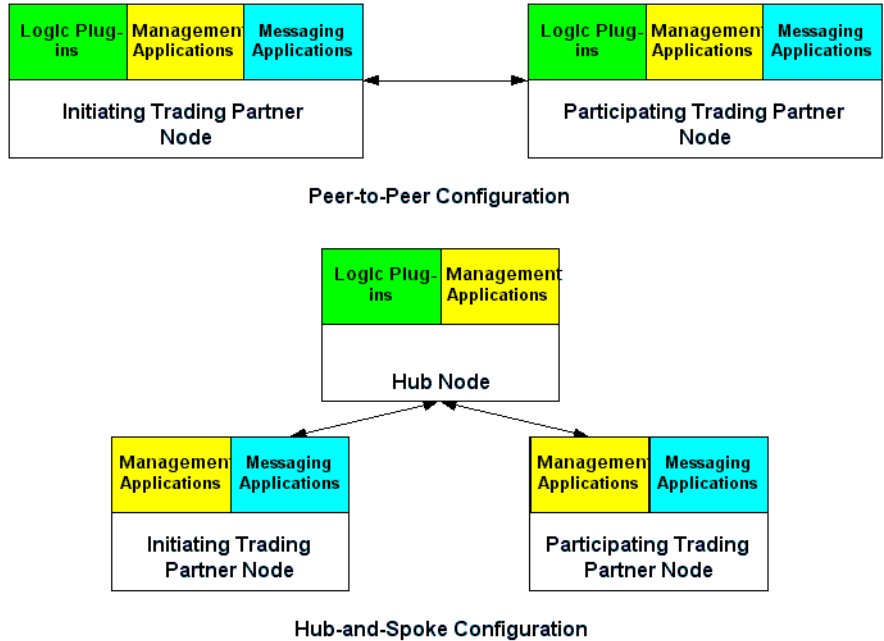 Logic Plug-
ins
Management
Applications
Messaging
Applications
Initiating Trading Partner
Node
Logic Plug-
ins
Management
Applications
Messaging
Applications
Participating Trading Partner
Node
Peer-to-Peer Configuration
Logic Plug-
ins
Management
Applications
Hub Node
Management
Applications
Messaging
Applications
Initiating Trading
Partner Node
Management
Applications
Messaging
Applications
Participating Trading
Partner Node
Hub-and-Spoke Configuration